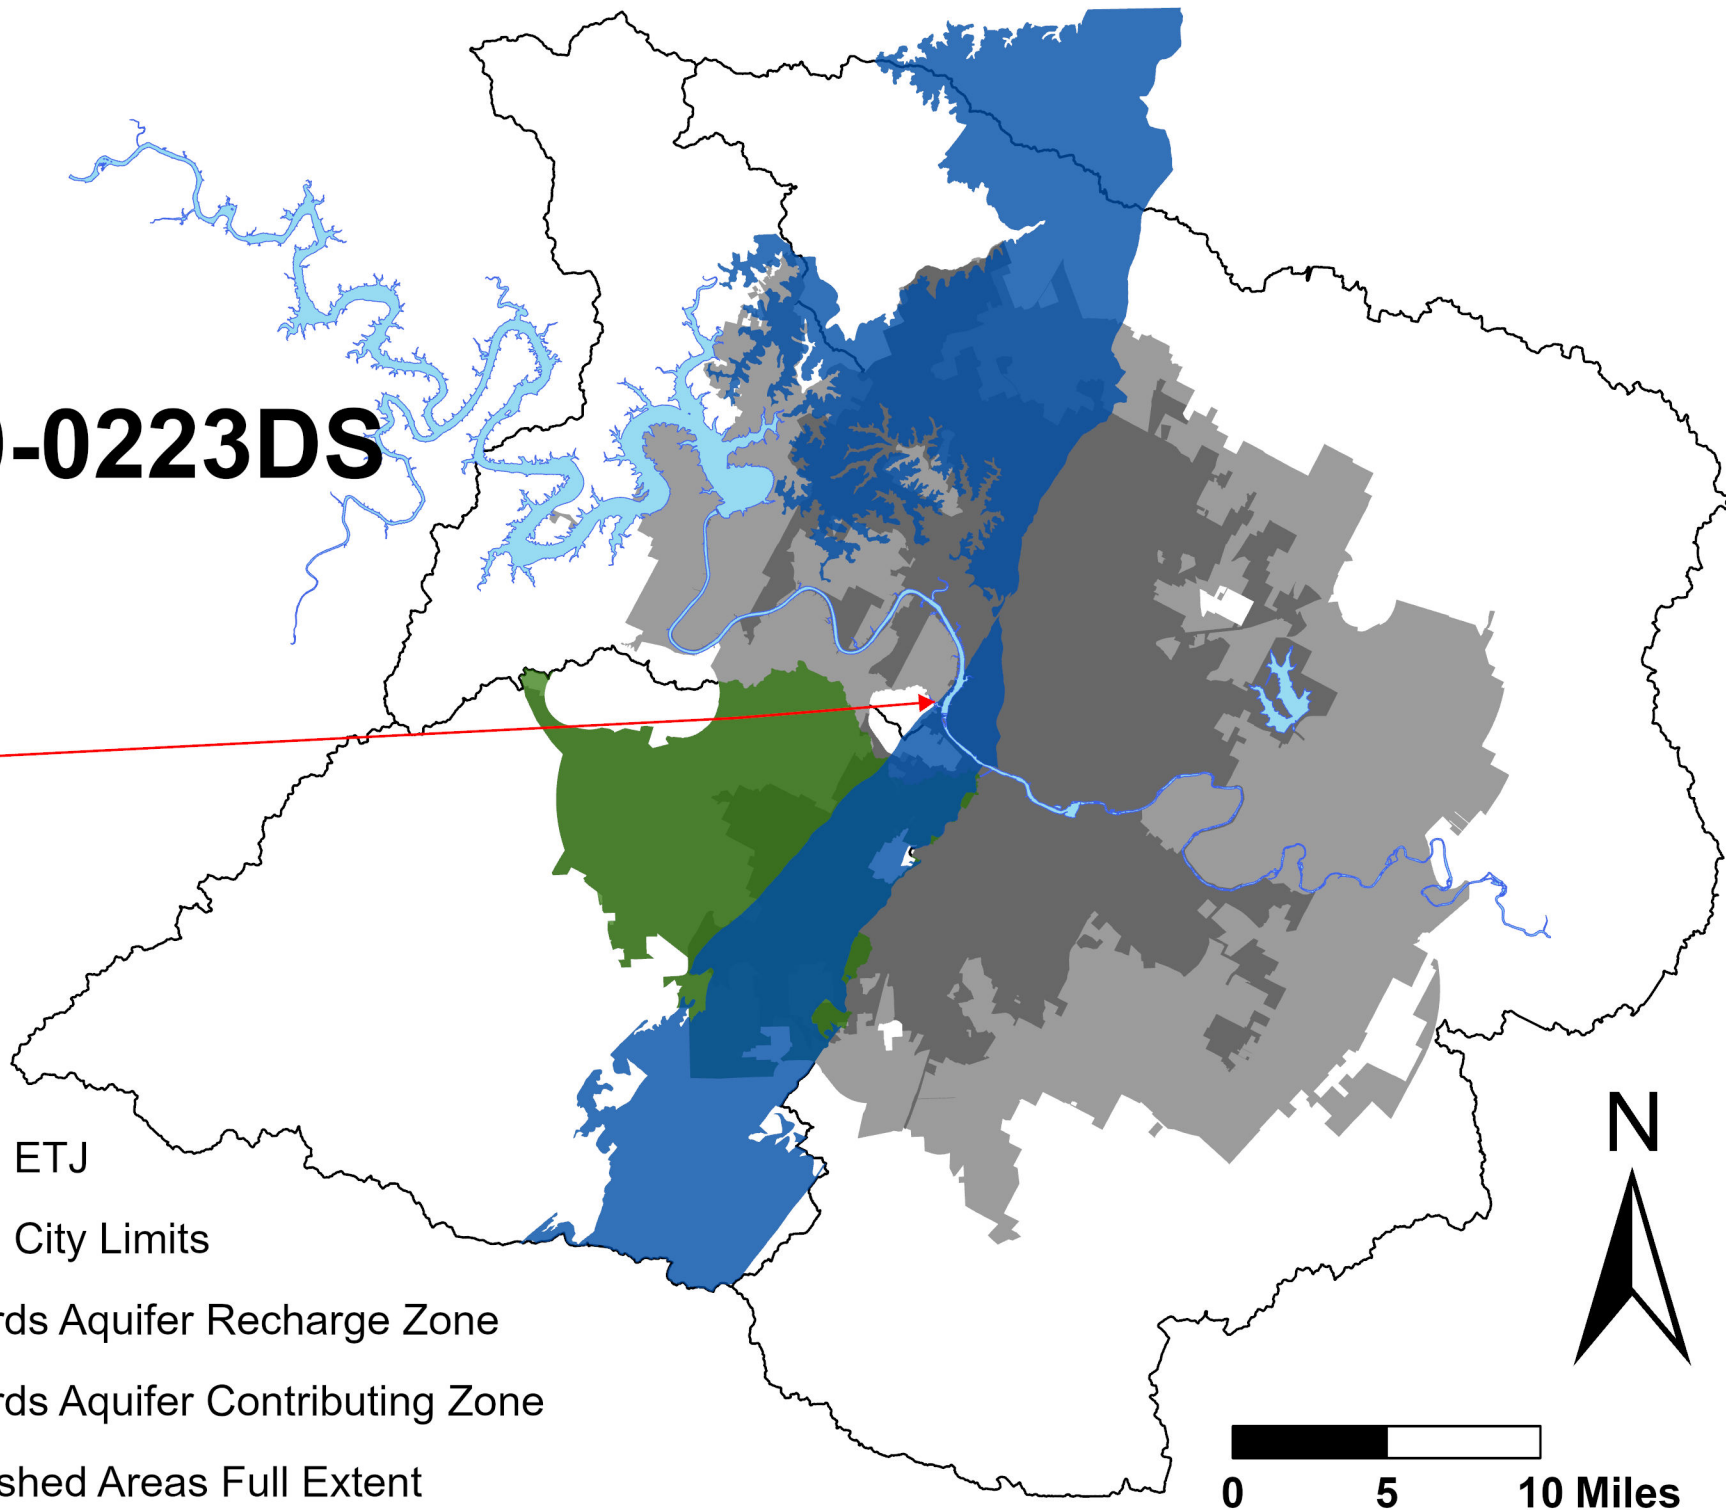 -0223DS
N
ETJ
City Limits
rds Aquifer Recharge Zone
rds Aquifer Contributing Zone
shed Areas Full Extent
0 5 10 Miles